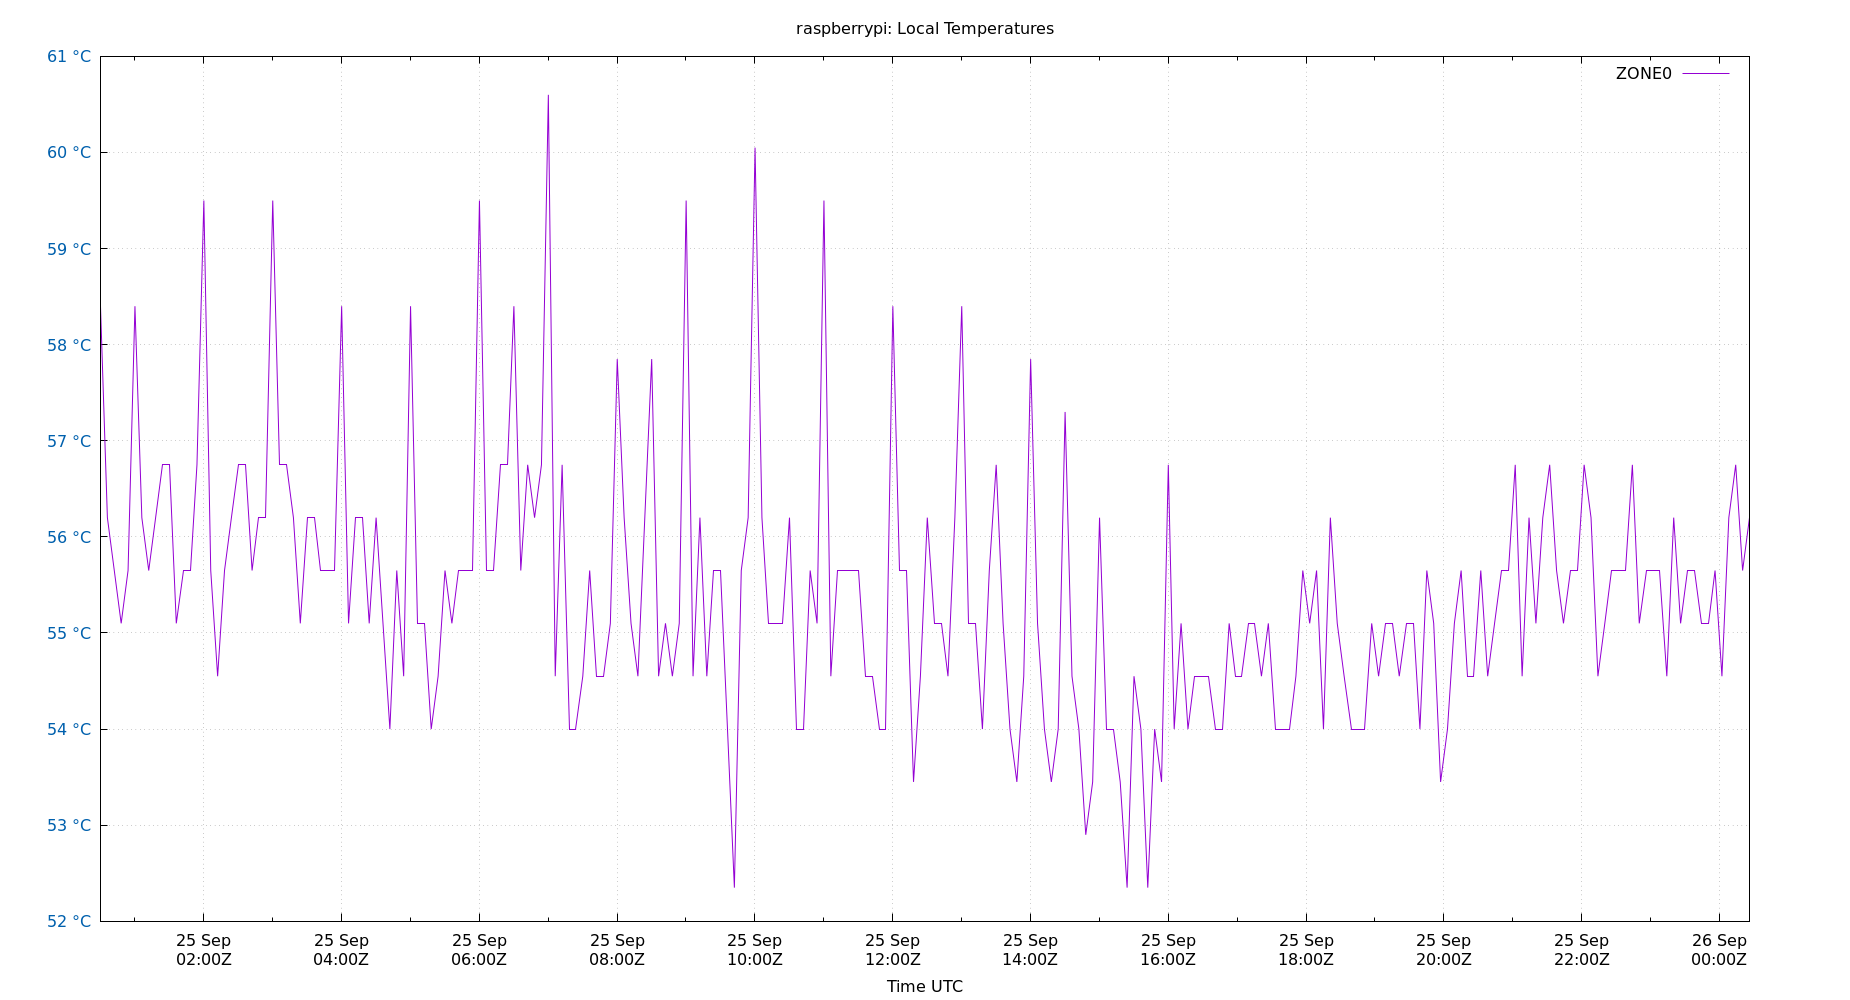 raspberrypi: Local Temperatures
61 °C
60 °C
59 °C
58 °C
57 °C
56 °C
55 °C
54 °C
53 °C
52 °C
ZONE0
25 Sep 25 Sep 25 Sep 25 Sep 25 Sep 25 Sep 25 Sep 25 Sep 25 Sep 25 Sep 25 Sep 26 Sep
02:00Z 04:00Z 06:00Z 08:00Z 10:00Z 12:00Z 14:00Z 16:00Z 18:00Z 20:00Z 22:00Z 00:00Z
Time UTC